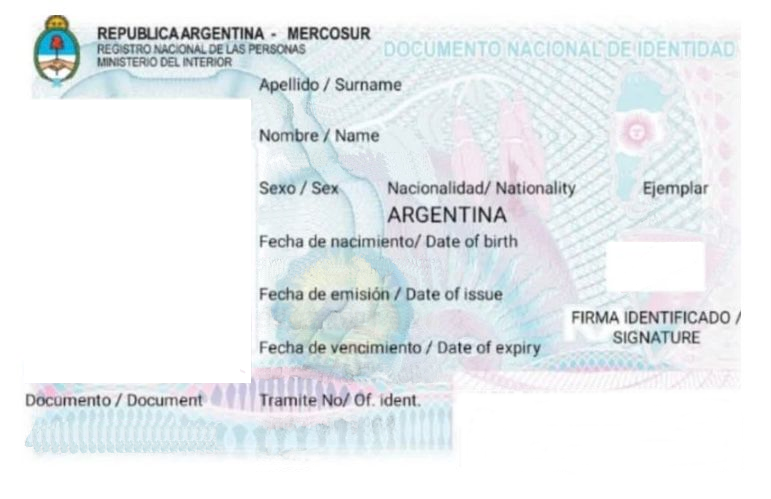 REPUBLICA ARGENTINA - MERCOSUR
REGISTRO NACIONAL DE LAS PERSONAS
MINISTERIO DEL INTERIOR
DOCUMENTO NACIONAL DE IDENTIDAD
Apellido / Surname
Nombre / Name
Sexo / Sex Nacionalidad/ Nationality Ejemplar
ARGENTINA
Fecha de nacimiento/ Date of birth
Fecha de emisión / Date of issue
FIRMA IDENTIFICADO /
SIGNATURE
Fecha de vencimiento / Date of expiry
Documento / Document Tramite No/ Of. ident.